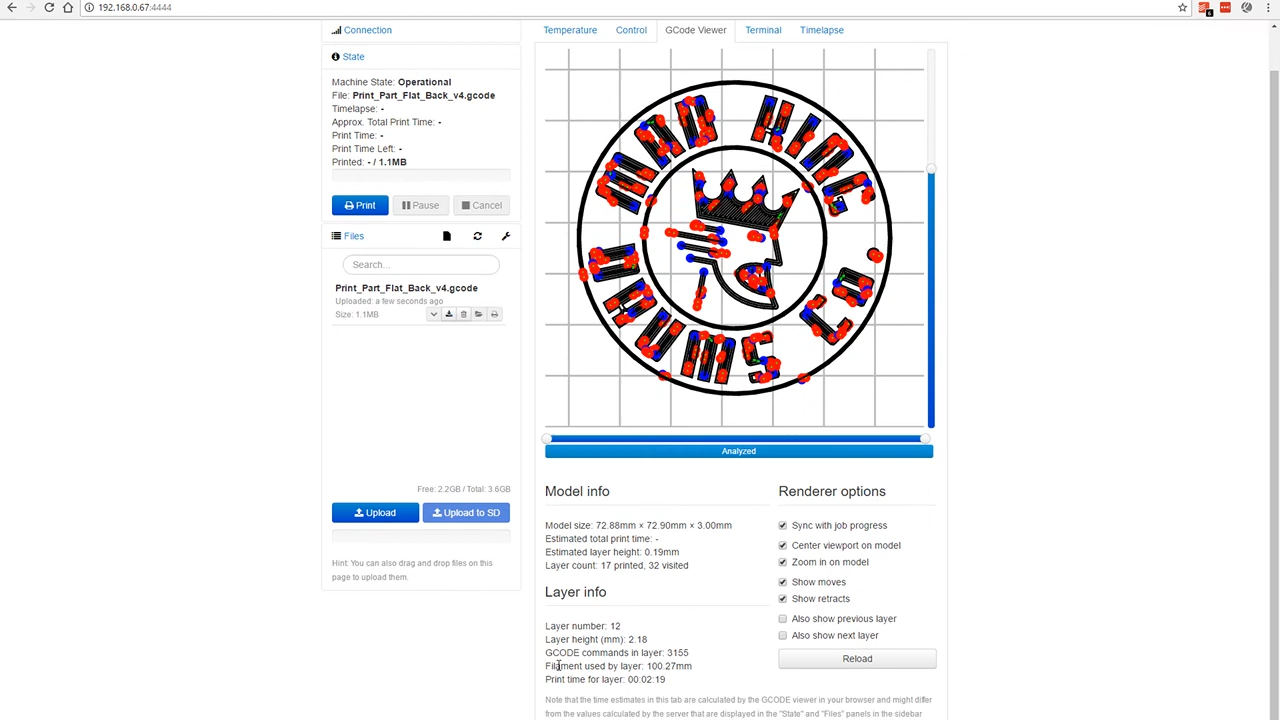 192.168.0.67:4444
6
Connection
State
Machine State: Operational
File: Print_Part_Flat_Back_v4.gcode
Timelapse: -
Approx. Total Print Time: -
Print Time: -
Print Time Left: -
Printed: - / 1.1MB
Print
Pause
Cancel
Files
Search...
Print_Part_Flat_Back_v4.gcode
Uploaded: a few seconds ago
Size: 1.1MB
Free: 2.2GB / Total: 3.6GB
Upload
Upload to SD
Hint: You can also drag and drop files on this
page to upload them.
Temperature
Control
GCode Viewer
Terminal
Timelapse
Analyzed
Model info
Model size: 72.88mm × 72.90mm × 3.00mm
Estimated total print time: -
Estimated layer height: 0.19mm
Layer count: 17 printed, 32 visited
Layer info
Layer number: 12
Layer height (mm): 2.18
GCODE commands in layer: 3155
Filament used by layer: 100.27mm
Print time for layer: 00:02:19
Renderer options
Sync with job progress
Center viewport on model
Zoom in on model
Show moves
Show retracts
Also show previous layer
Also show next layer
Reload
Note that the time estimates in this tab are calculated by the GCODE viewer in your browser and might differ
from the values calculated by the server that are displayed in the "State" and "Files" panels in the sidebar